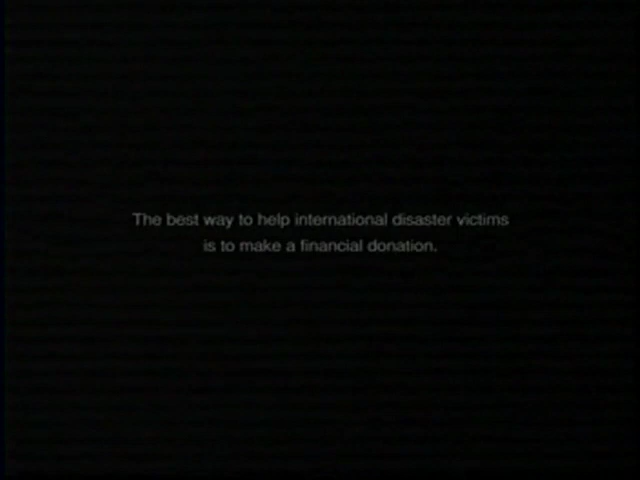 The best way to help international disaster victims
is to make a financial donation.